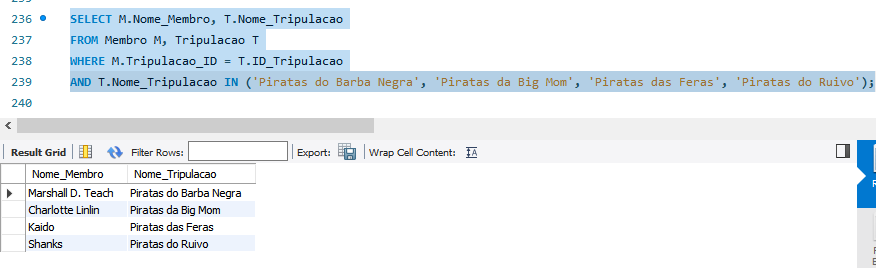 236 SELECT M.Nome_Membro, T.Nome_Tripulacao
237 FROM Membro M, Tripulacao T
238 WHERE M.Tripulacao_ID = T.ID_Tripulacao
239 AND T.Nome_Tripulacao IN ('Piratas do Barba Negra', 'Piratas da Big Mom', 'Piratas das Feras', 'Piratas do Ruivo');
240
Result Grid Filter Rows: Export: Wrap Cell Content:
Nome_Membro Nome_Tripulacao
Marshall D. Teach Piratas do Barba Negra
Charlotte Linlin Piratas da Big Mom
Kaido Piratas das Feras
Shanks Piratas do Ruivo